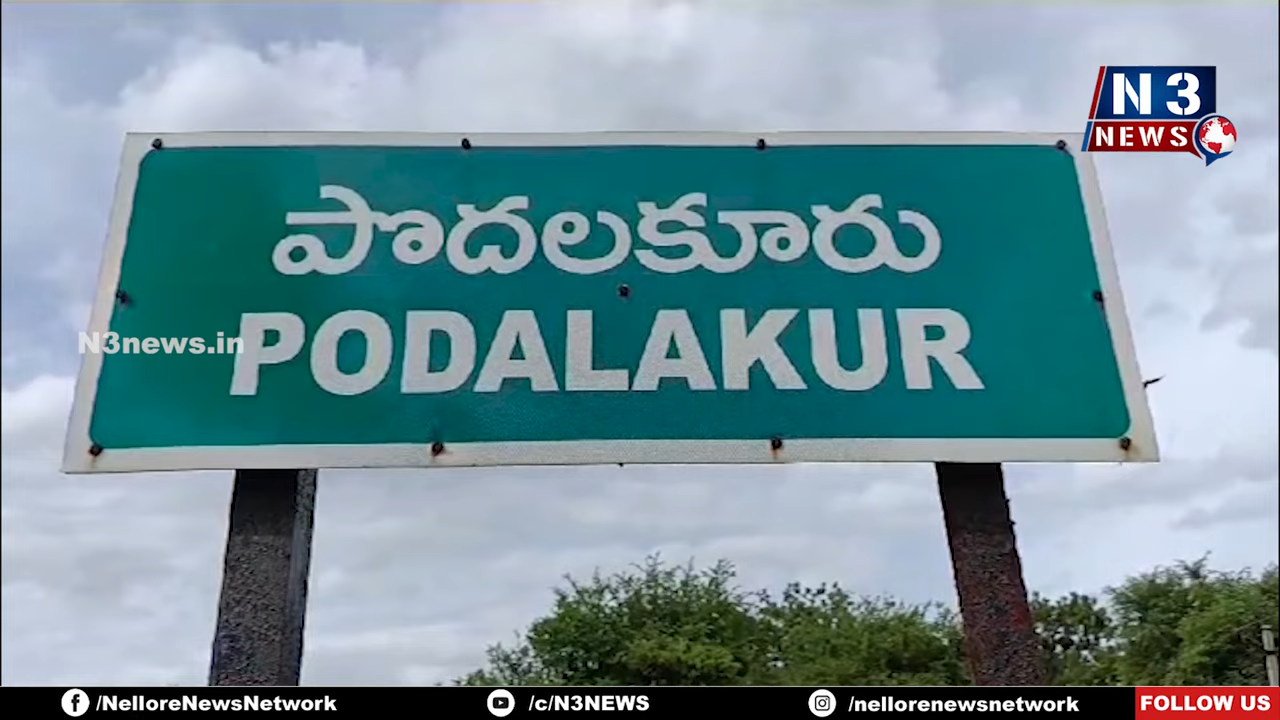 N3
NEWS
పొదలకూరు
N3news.in
PODALAKUR
/NelloreNewsNetwork
/c/N3NEWS
/nellorenewsnetwork
FOLLOW US